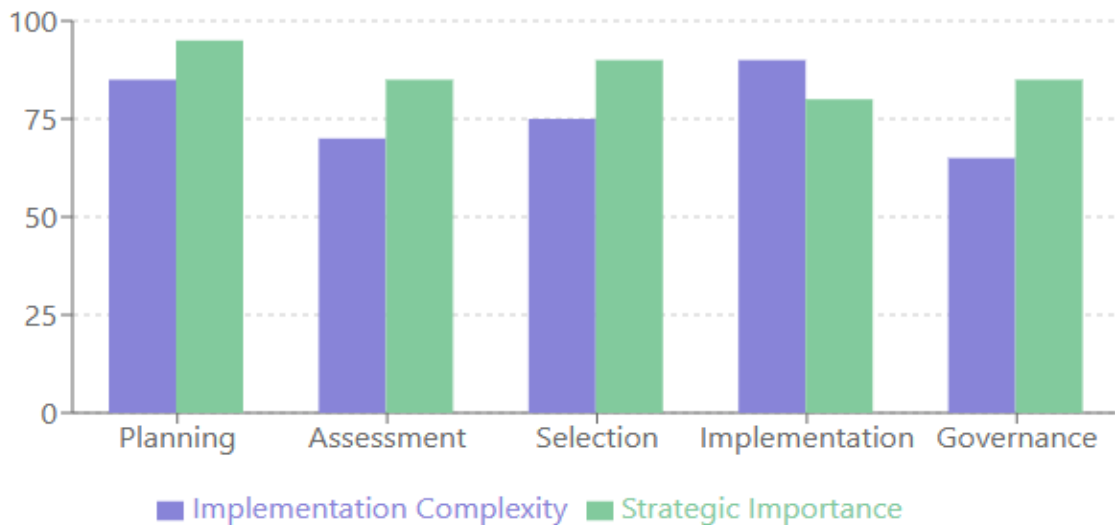 100
75
50
25
0
Planning Assessment Selection Implementation Governance
Implementation Complexity Strategic Importance